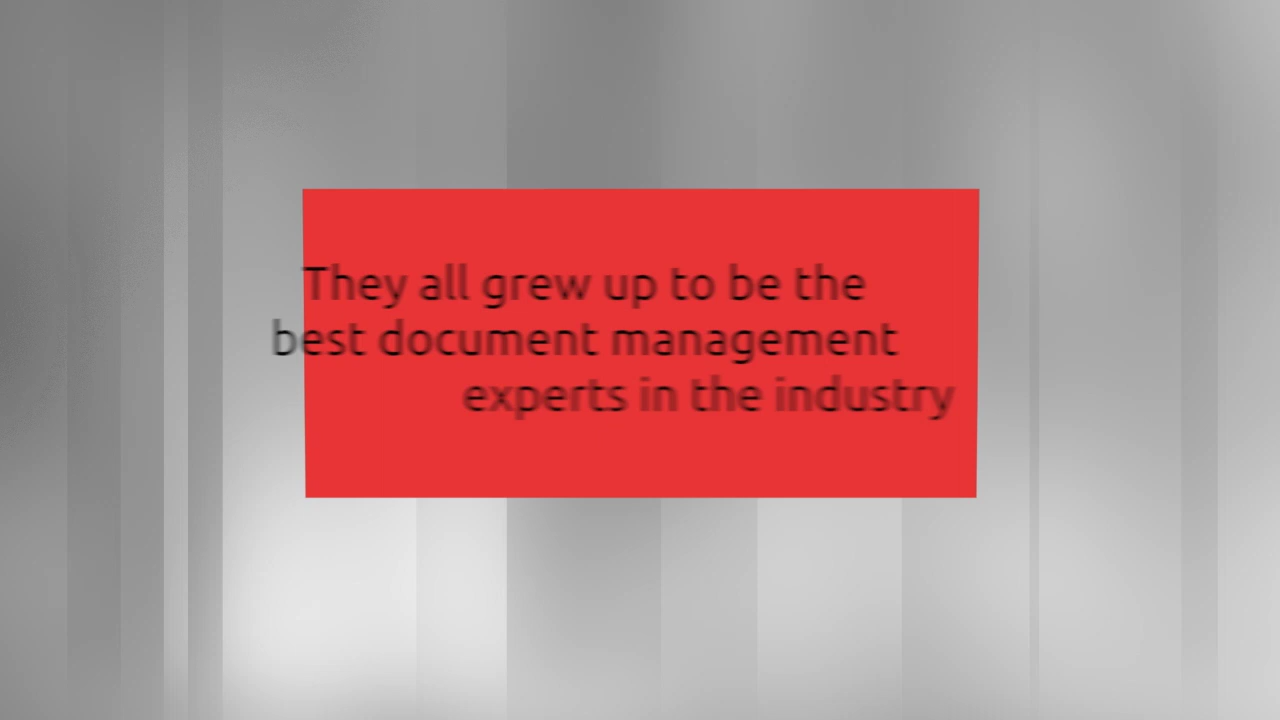 They all grew up to be the
best document management
experts in the industry